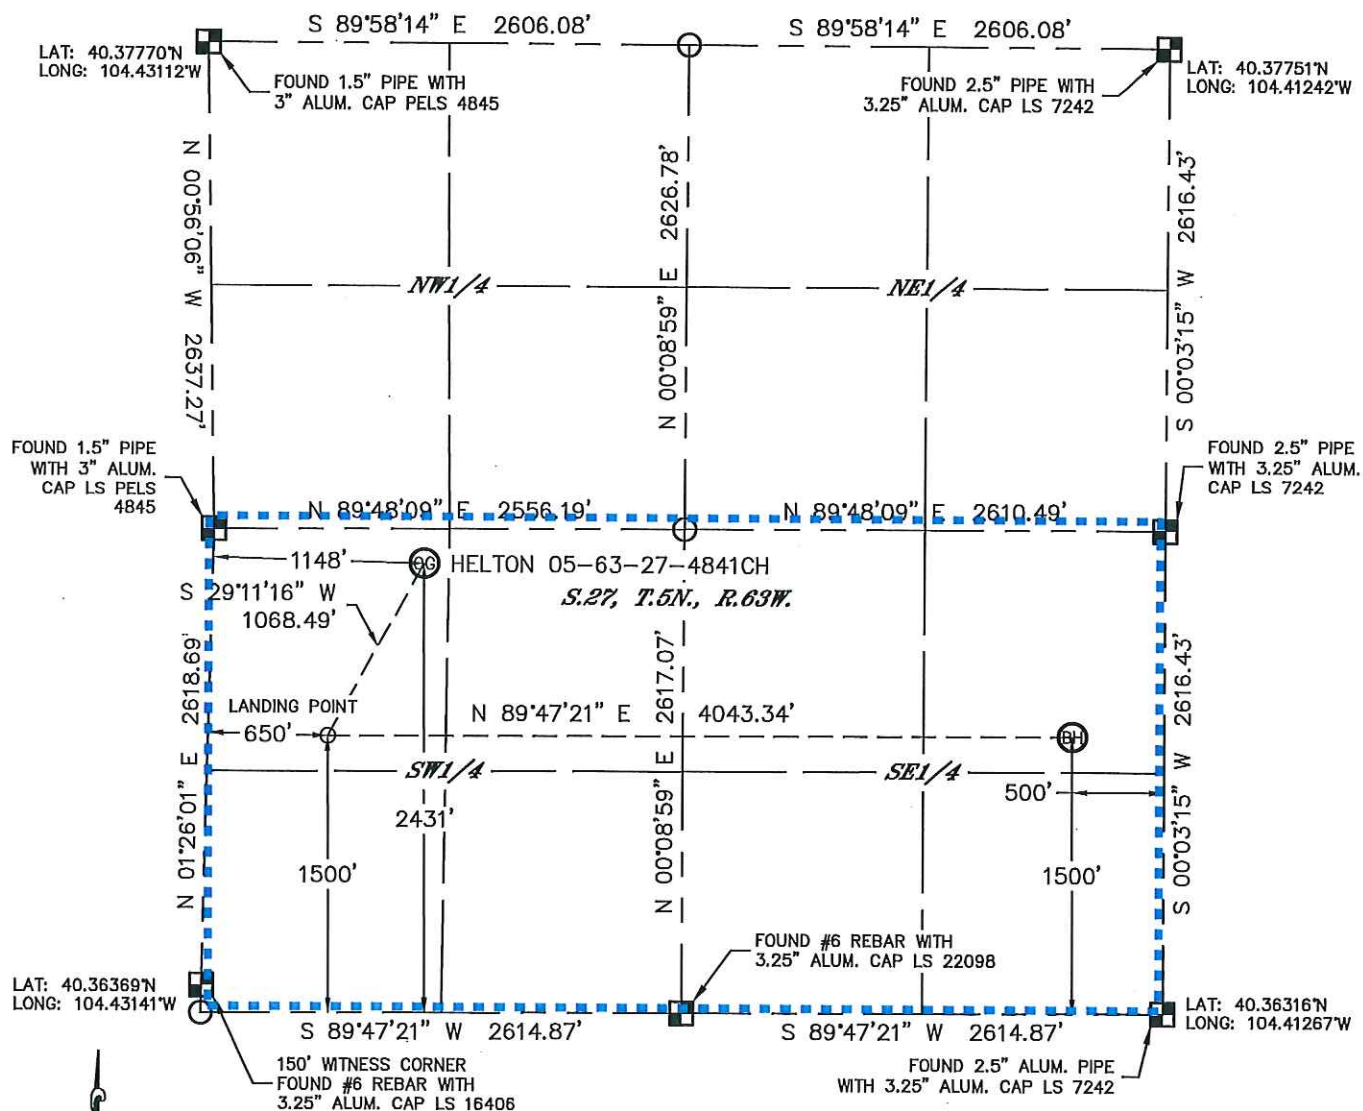 S 89°58'14" E 2606.08'
S 89°58'14" E 2606.08'
LAT: 40.37770°N
LONG: 104.43112°W
LAT: 40.37751°N
LONG: 104.41242°W
FOUND 1.5" PIPE WITH
3" ALUM. CAP PELS 4845
FOUND 2.5" PIPE WITH
3.25" ALUM. CAP LS 7242
N 00°56'06" W 2637.27'
N 00°08'59" E 2626.78'
S 00°03'15" W 2616.43'
NW1/4
NE1/4
FOUND 1.5" PIPE
WITH 3" ALUM.
CAP LS PELS
4845
FOUND 2.5" PIPE
WITH 3.25" ALUM.
CAP LS 7242
N 89°48'09" E 2556.19'
N 89°48'09" E 2610.49'
1148'
OG
HELTON 05-63-27-4841CH
S.27, T.5N., R.63W.
S 29°11'16" W
1068.49'
N 01°26'01" E 2618.69'
N 00°08'59" E 2617.07'
S 00°03'15" W 2616.43'
LANDING POINT
650'
N 89°47'21" E 4043.34'
BH
SW1/4
SE1/4
500'
2431'
1500'
1500'
FOUND #6 REBAR WITH
3.25" ALUM. CAP LS 22098
LAT: 40.36369°N
LONG: 104.43141°W
LAT: 40.36316°N
LONG: 104.41267°W
S 89°47'21" W 2614.87'
S 89°47'21" W 2614.87'
150' WITNESS CORNER
FOUND #6 REBAR WITH
3.25" ALUM. CAP LS 16406
FOUND 2.5" ALUM. PIPE
WITH 3.25" ALUM. CAP LS 7242